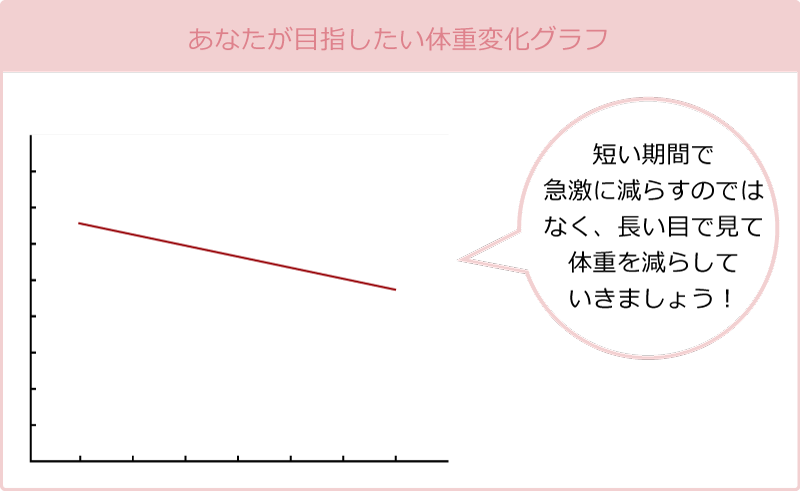 あなたが目指したい体重変化グラフ
短い期間で
急激に減らすのでは
なく、長い目で見て
体重を減らして
いきましょう！